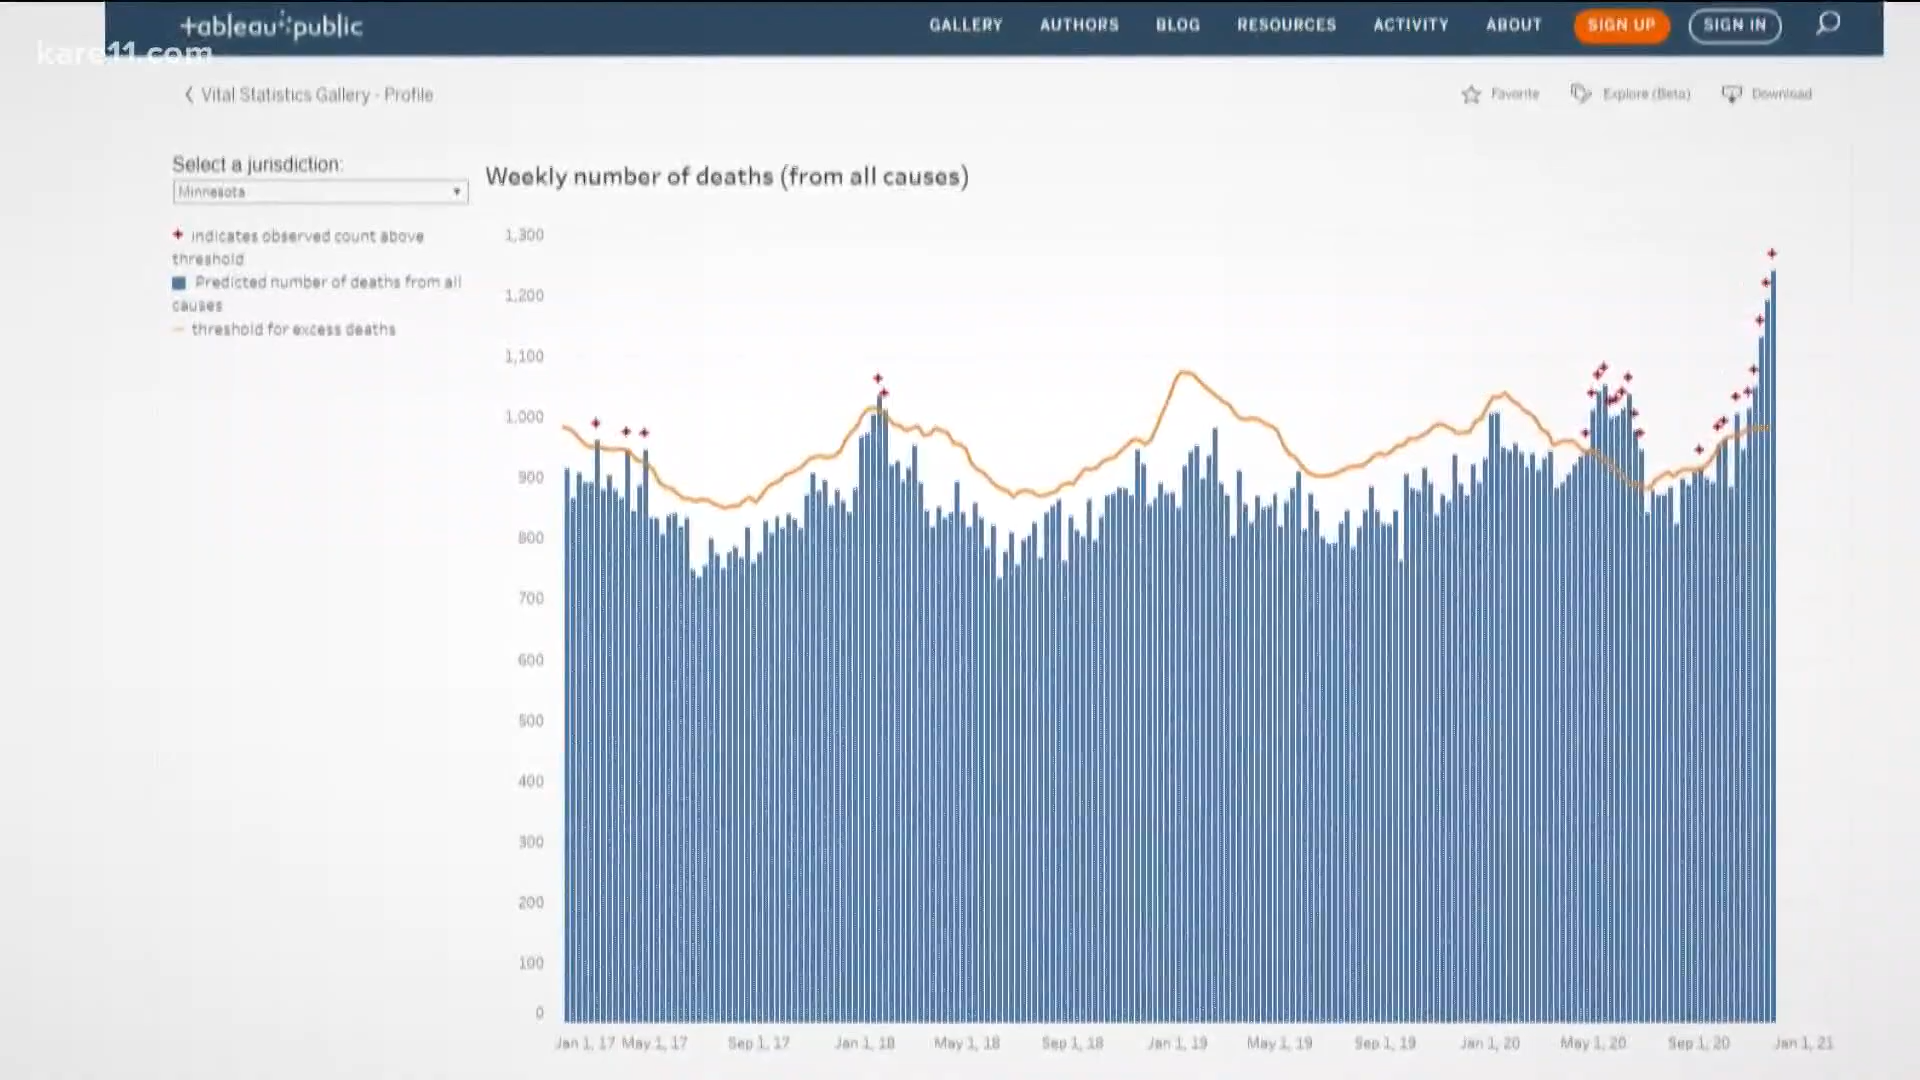 tableau public
GALLERY AUTHORS BLOG RESOURCES ACTIVITY ABOUT SIGN UP SIGN IN
kare11.com
Vital Statistics Gallery - Profile
Favorite Explore (Beta) Download
Select a jurisdiction:
Minnesota
indicates observed count above
threshold
Predicted number of deaths from all
causes
threshold for excess deaths
Weekly number of deaths (from all causes)
1,300
1,200
1,100
1,000
900
800
700
600
500
400
300
200
100
0
Jan 1, 17 May 1, 17 Sep 1, 17 Jan 1, 18 May 1, 18 Sep 1, 18 Jan 1, 19 May 1, 19 Sep 1, 19 Jan 1, 20 May 1, 20 Sep 1, 20 Jan 1, 21